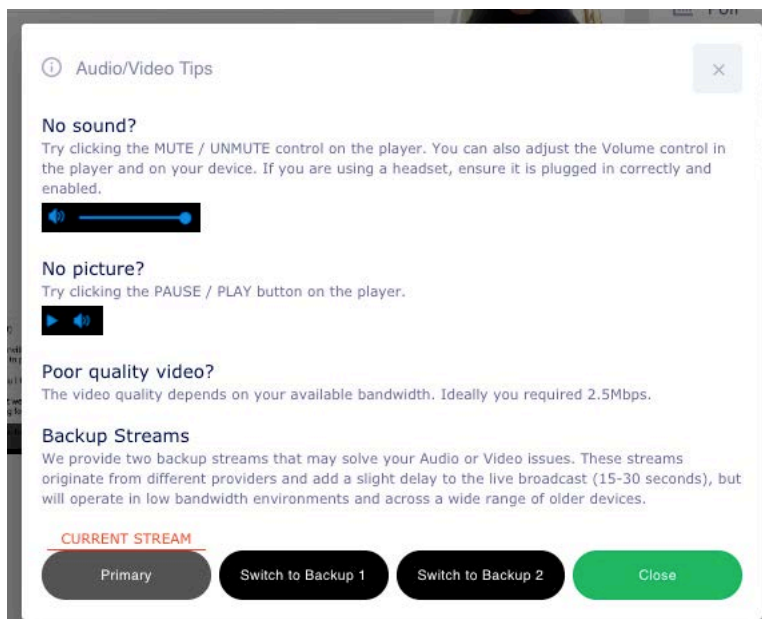 Audio/Video Tips
No sound?
Try clicking the MUTE / UNMUTE control on the player. You can also adjust the Volume control in
the player and on your device. If you are using a headset, ensure it is plugged in correctly and
enabled.
No picture?
Try clicking the PAUSE / PLAY button on the player.
Poor quality video?
The video quality depends on your available bandwidth. Ideally you required 2.5Mbps.
Backup Streams
We provide two backup streams that may solve your Audio or Video issues. These streams
originate from different providers and add a slight delay to the live broadcast (15-30 seconds), but
will operate in low bandwidth environments and across a wide range of older devices.
CURRENT STREAM
Primary
Switch to Backup 1
Switch to Backup 2
Close